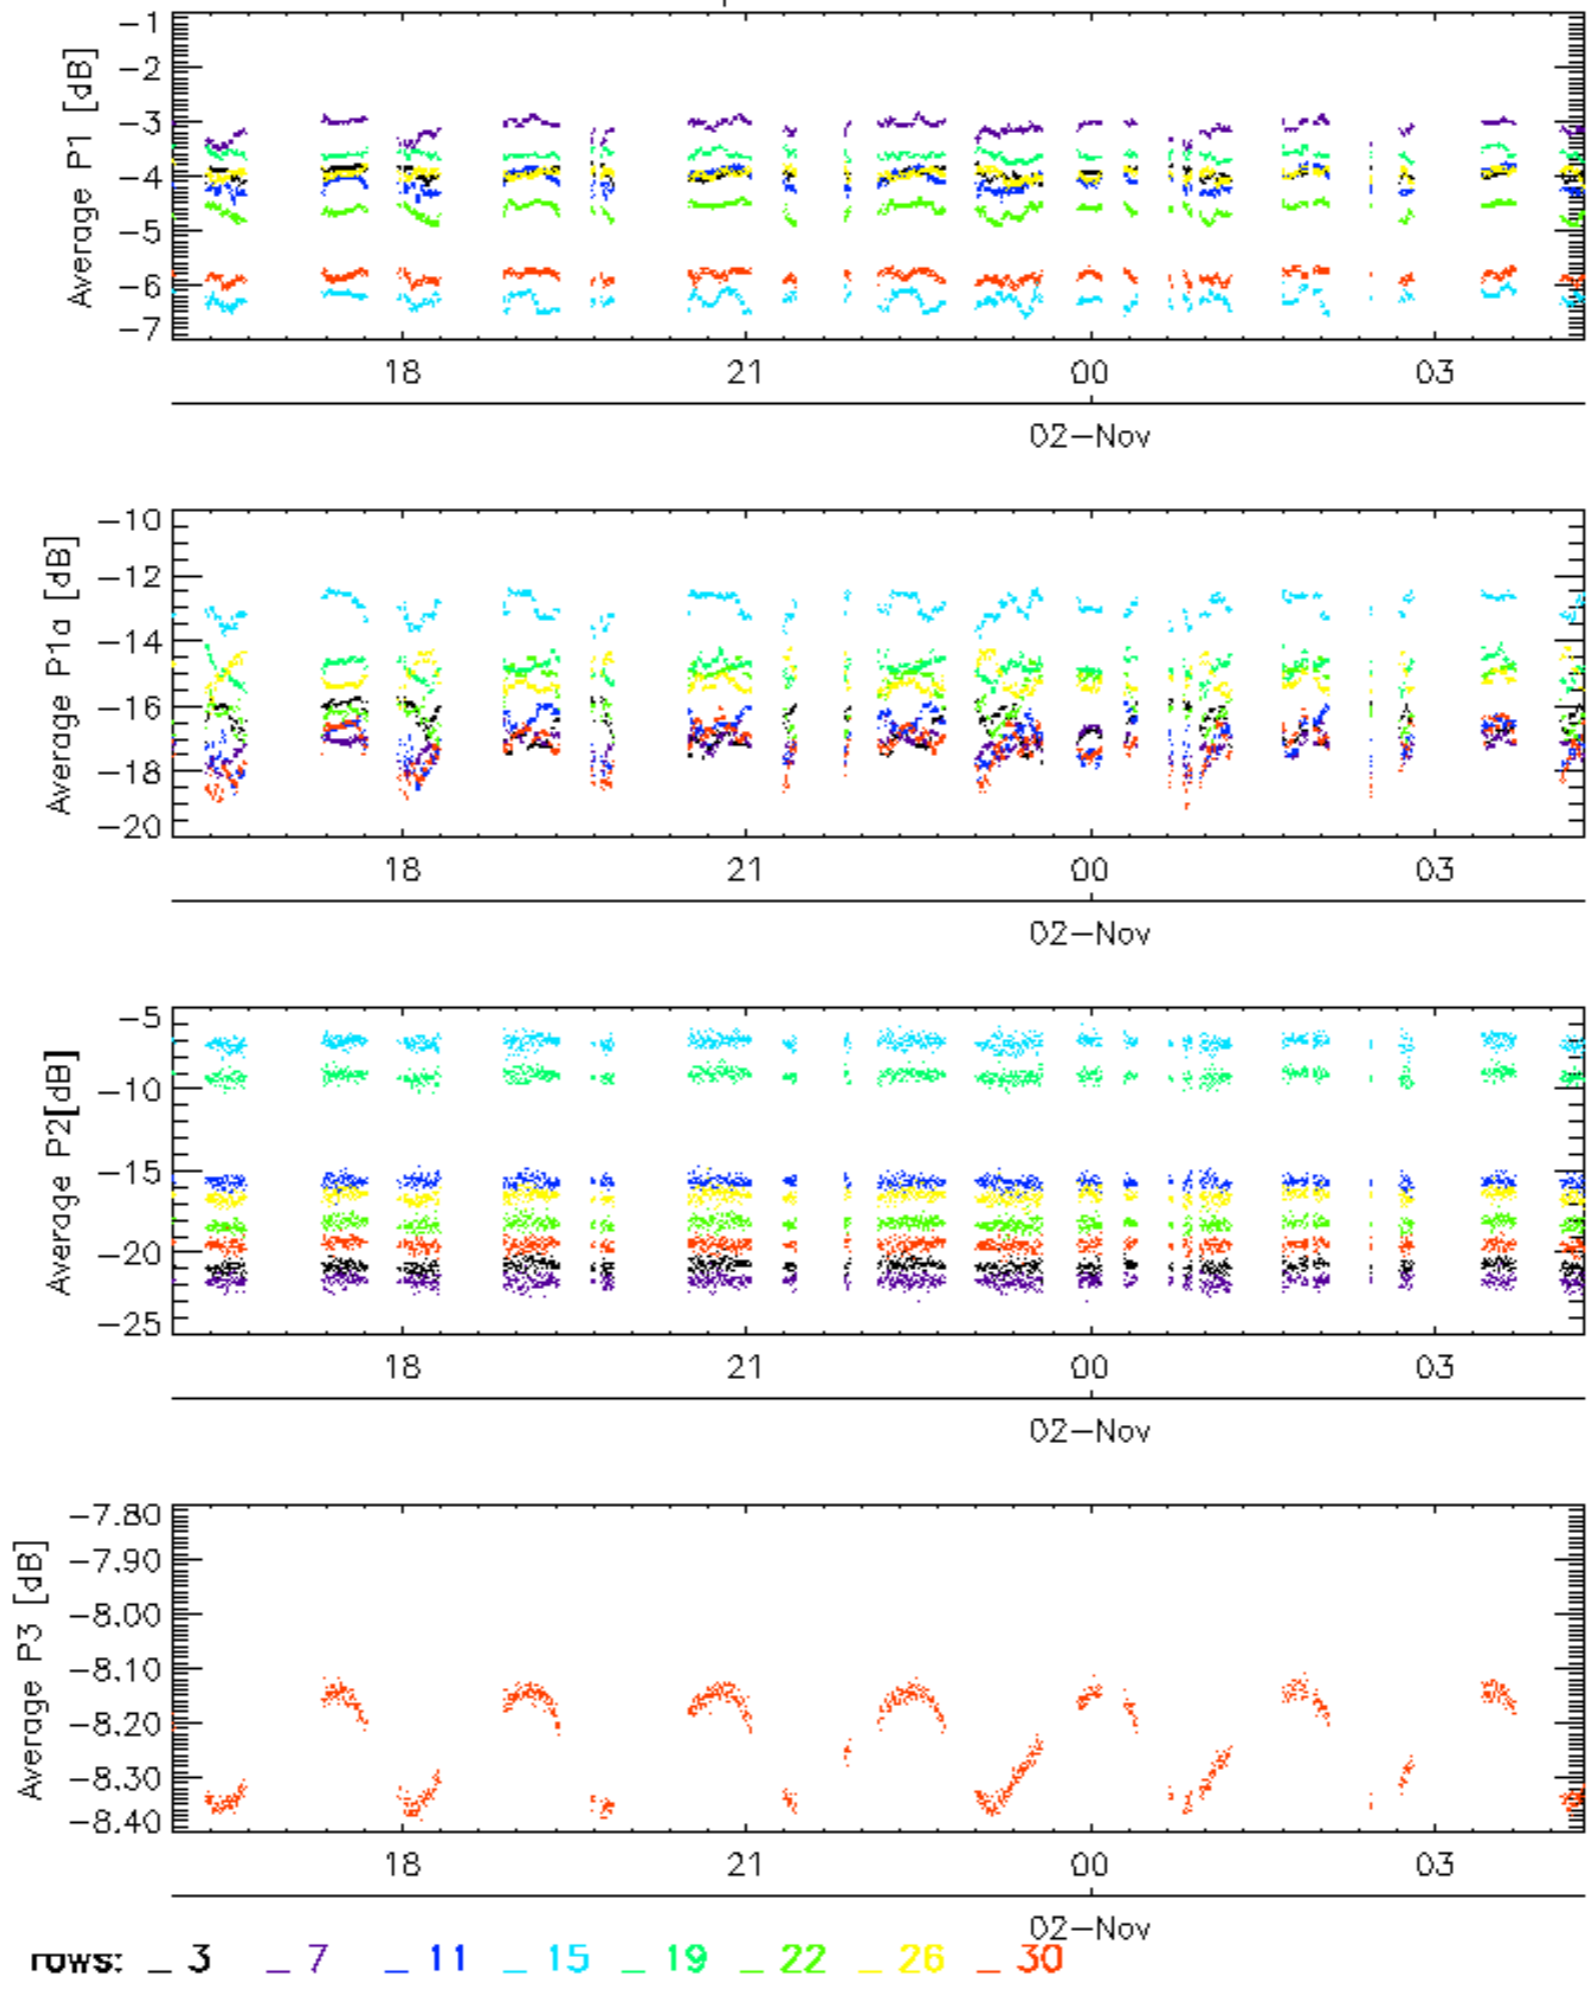 -1
-2
-3
-4
-5
-6
-7
Average P1 [dB]
18 21 00 03
02-Nov
-10
-12
-14
-16
-18
-20
Average P1a [dB]
18 21 00 03
02-Nov
-5
-10
-15
-20
-25
Average P2[dB]
18 21 00 03
02-Nov
-7.80
-7.90
-8.00
-8.10
-8.20
-8.30
-8.40
Average P3 [dB]
18 21 00 03
02-Nov
rows: _ 3 _ 7 _ 11 _ 15 _ 19 _ 22 _ 26 _ 30